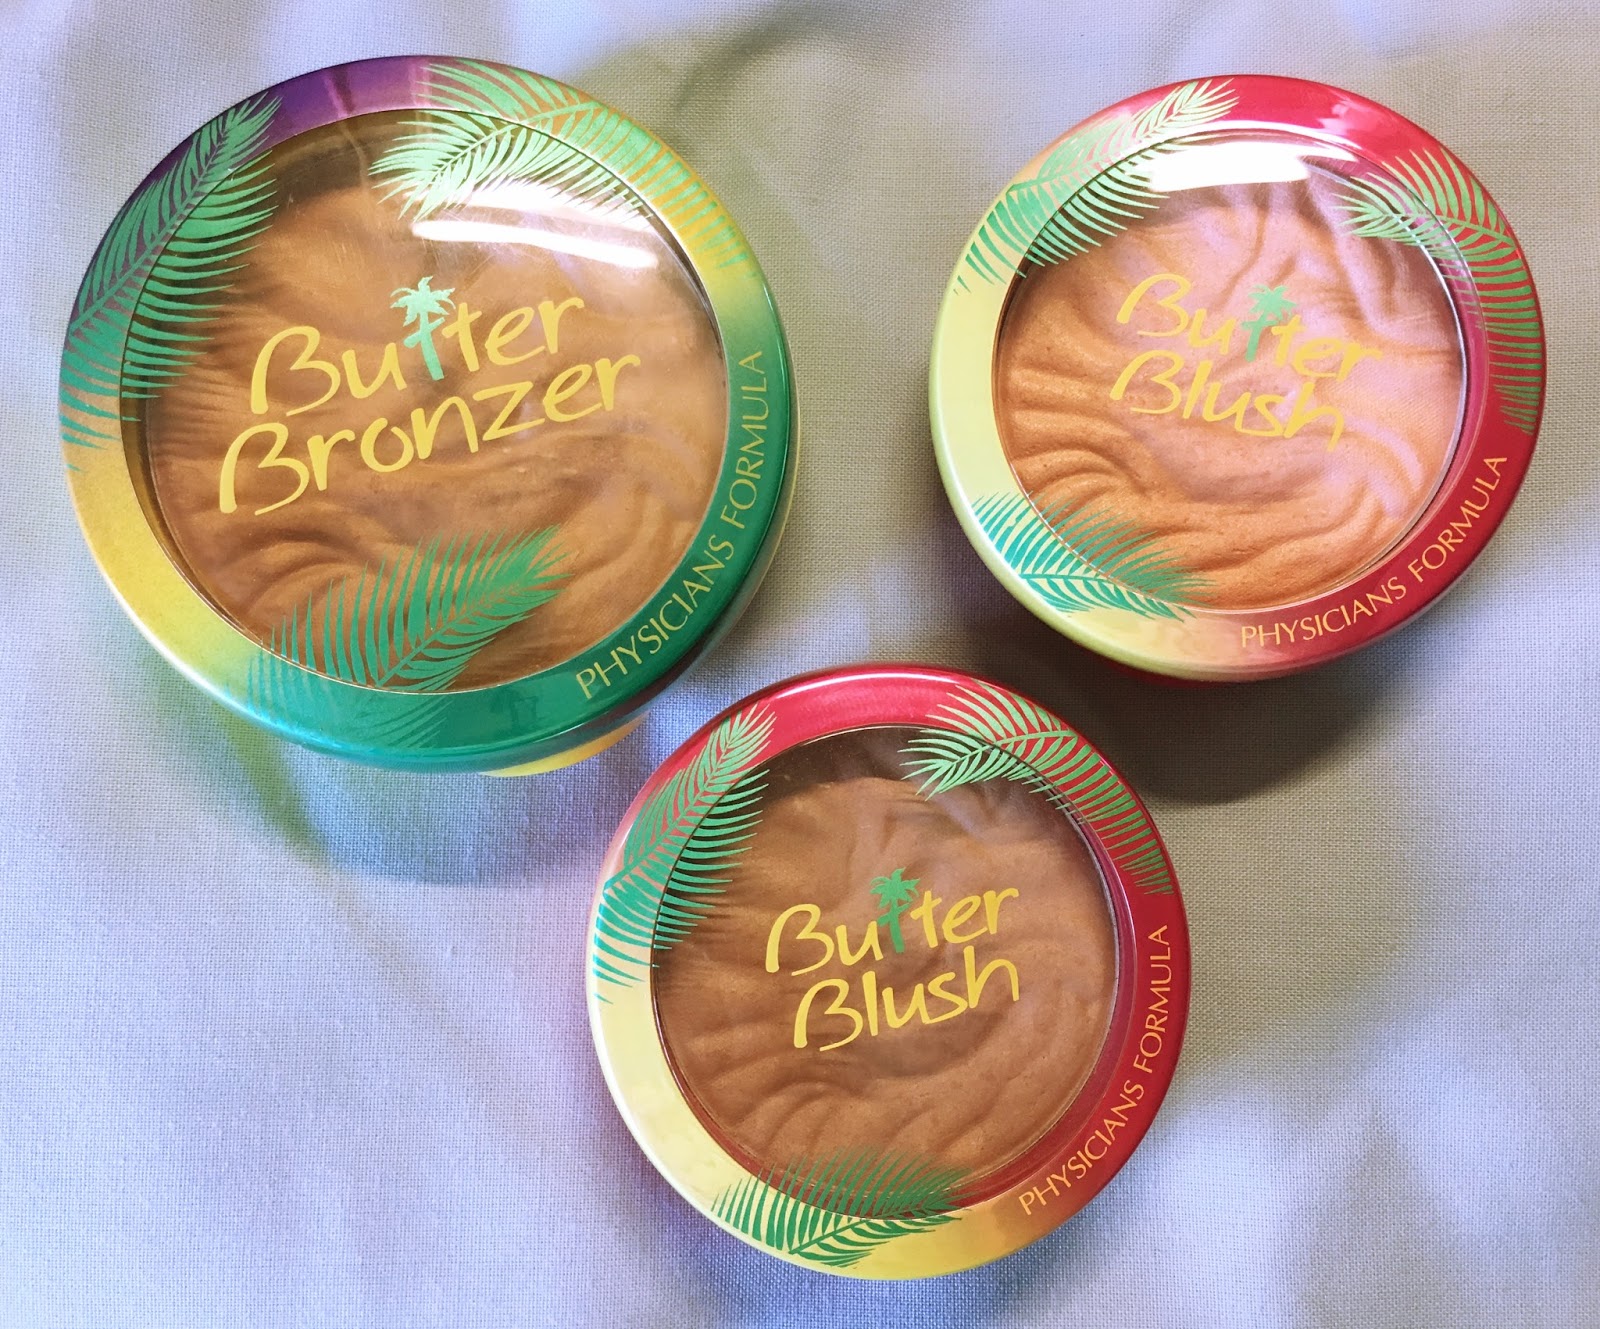 Butter
Bronzer
PHYSICIANS FORMULA
Butter
Blush
PHYSICIANS FORMULA
Butter
Blush
PHYSICIANS FORMULA